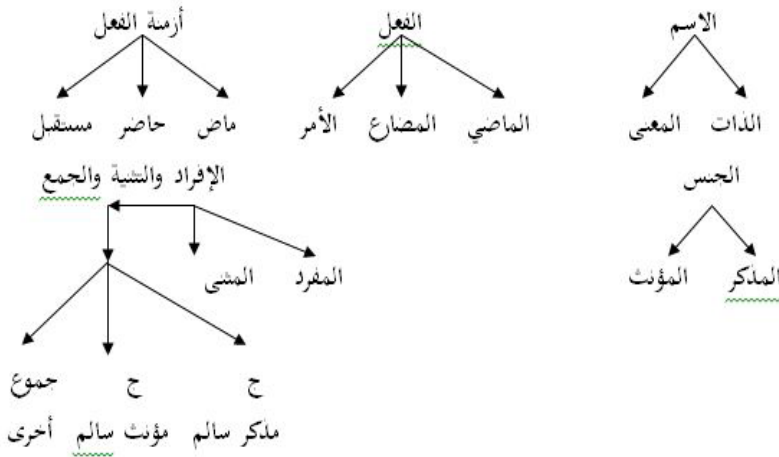 الاسم
الفعل
أزمنة الفعل
الذات المعنى
الماضي المضارع الأمر
ماض حاضر مستقبل
الجنس
الإفراد والتثنية والجمع
المذكر المؤنث
المفرد المثنى
ج ج جموع
مذكر سالم مؤنث سالم أخرى